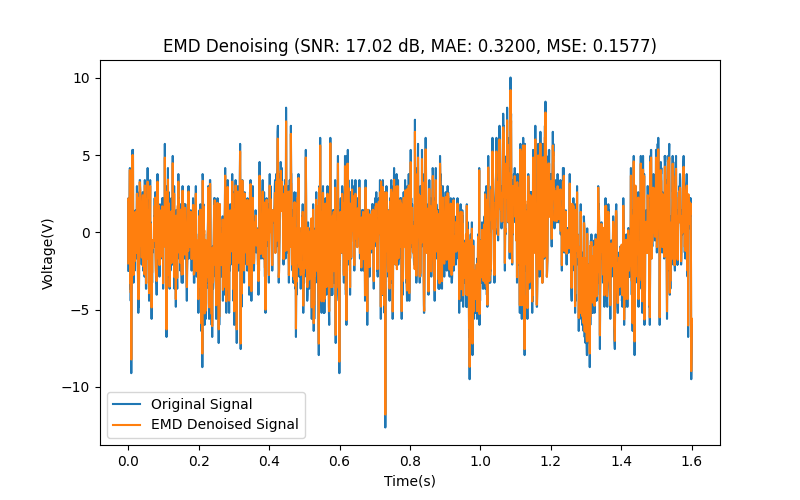 EMD Denoising (SNR: 17.02 dB, MAE: 0.3200, MSE: 0.1577)
10
5
0
−5
−10
Voltage(V)
Original Signal
EMD Denoised Signal
0.0 0.2 0.4 0.6 0.8 1.0 1.2 1.4 1.6
Time(s)